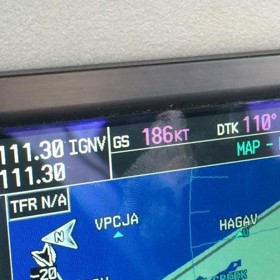 111.30 IGNV GS 186KT DTK 110°
111.30 MAP -
TFR N/A
VPCJA HAGAV
N
-20